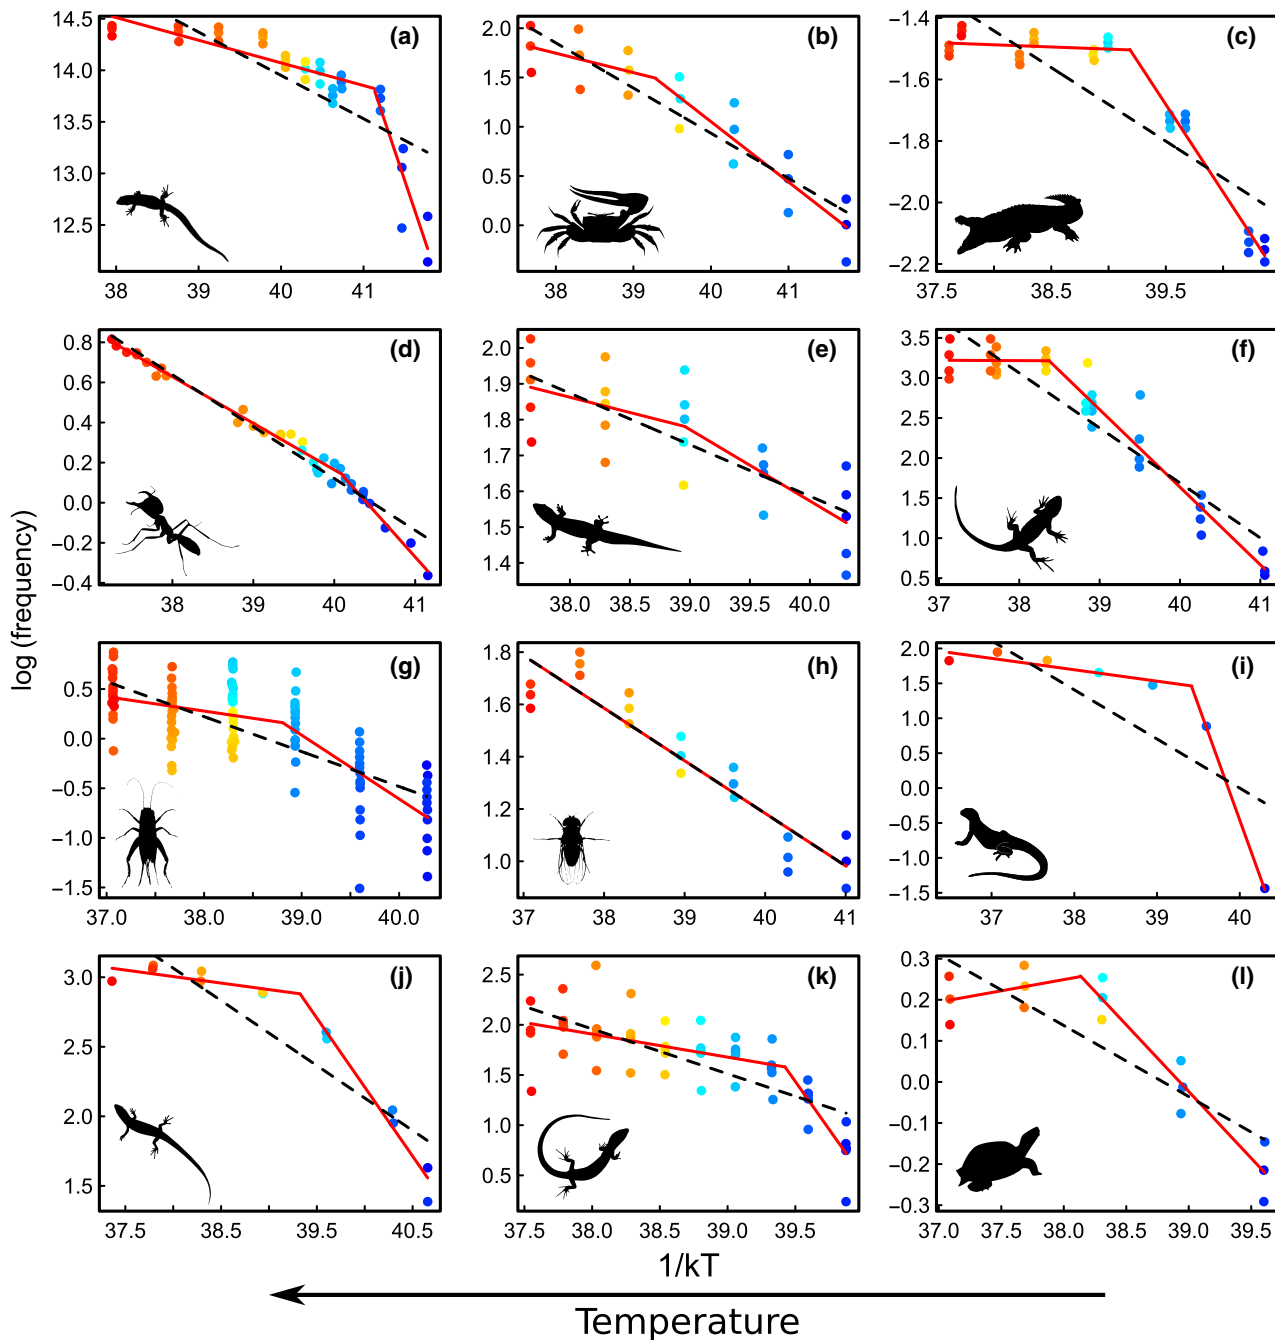 (a)
14.5
14.0
13.5
13.0
12.5
38 39 40 41
(b)
2.0
1.5
1.0
0.5
0.0
38 39 40 41
(c)
−1.4
−1.6
−1.8
−2.0
−2.2
37.5 38.5 39.5
(d)
0.8
0.6
0.4
0.2
0.0
−0.2
−0.4
38 39 40 41
(e)
2.0
1.9
1.8
1.7
1.6
1.5
1.4
38.0 38.5 39.0 39.5 40.0
(f)
3.5
3.0
2.5
2.0
1.5
1.0
0.5
37 38 39 40 41
log (frequency)
(g)
0.5
0.0
−0.5
−1.0
−1.5
37.0 38.0 39.0 40.0
(h)
1.8
1.6
1.4
1.2
1.0
37 38 39 40 41
(i)
2.0
1.5
1.0
0.5
0.0
−0.5
−1.0
−1.5
37 38 39 40
(j)
3.0
2.5
2.0
1.5
37.5 38.5 39.5 40.5
(k)
2.5
2.0
1.5
1.0
0.5
37.5 38.0 38.5 39.0 39.5
(l)
0.3
0.2
0.1
0.0
−0.1
−0.2
−0.3
37.0 38.0 39.0
1/kT
Temperature